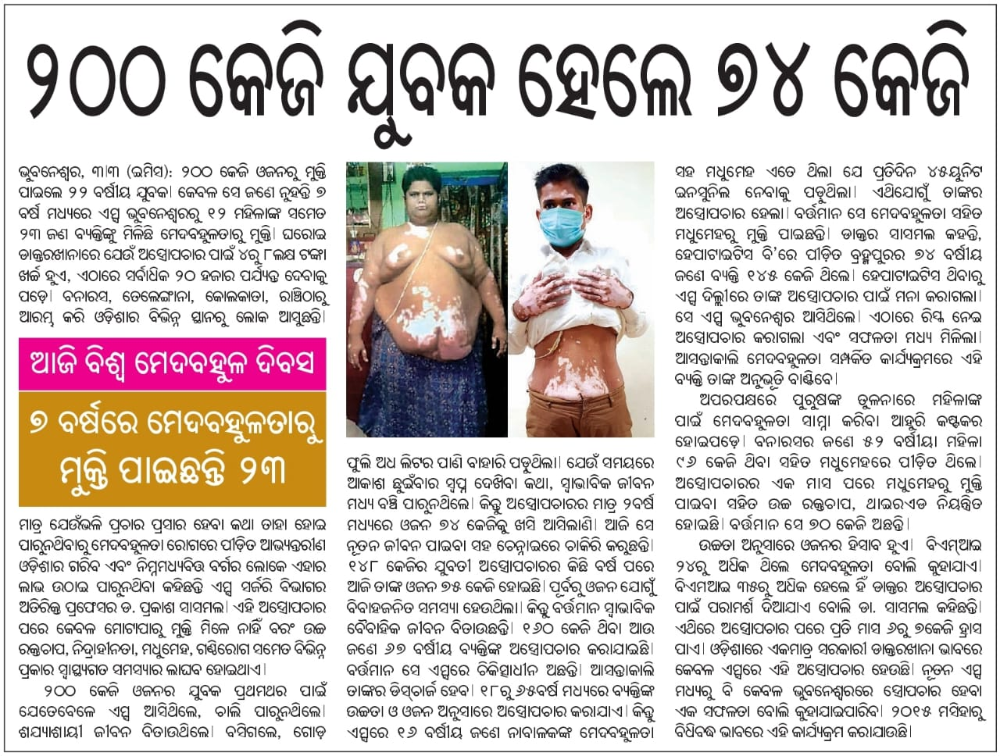 ୨୦୦ କେଜି ଯୁବକ ହେଲେ ୭୪ କେଜି
ଭୁବନେଶ୍ୱର, ୩।୩ (ଇମିସ): ୨୦୦ କେଜି ଓଜନରୁ ମୁକ୍ତି
ପାଇଲେ ୨୨ ବର୍ଷୀୟ ଯୁବକ। କେବଳ ସେ ଜଣେ ନୁହନ୍ତି ୭
ବର୍ଷ ମଧ୍ୟରେ ଏମ୍ସ ଭୁବନେଶ୍ୱରରୁ ୧୨ ମହିଳାଙ୍କ ସମେତ
୨୩ ଜଣ ବ୍ୟକ୍ତିଙ୍କୁ ମିଳିଛି ମେଦବହୁଳତାରୁ ମୁକ୍ତି। ଘରୋଇ
ଡାକ୍ତରଖାନାରେ ଯେଉଁ ଅସ୍ତ୍ରୋପଚାର ପାଇଁ ୪ରୁ ୮ଲକ୍ଷ ଟଙ୍କା
ଖର୍ଚ୍ଚ ହୁଏ, ଏଠାରେ ସର୍ବାଧିକ ୨୦ ହଜାର ପର୍ଯ୍ୟନ୍ତ ଦେବାକୁ
ପଡ଼େ। ବନାରସ, ତେଲେଙ୍ଗାନା, କୋଲକାତା, ରାଞ୍ଚିଠାରୁ
ଆରମ୍ଭ କରି ଓଡ଼ିଶାର ବିଭିନ୍ନ ସ୍ଥାନରୁ ଲୋକ ଆସୁଛନ୍ତି।
ଆଜି ବିଶ୍ୱ ମେଦବହୁଳ ଦିବସ
୭ ବର୍ଷରେ ମେଦବହୁଳତାରୁ
ମୁକ୍ତି ପାଇଛନ୍ତି ୨୩
ମାତ୍ର ଯେଉଁଭଳି ପ୍ରଚାର ପ୍ରସାର ହେବା କଥା ତାହା ହୋଇ
ପାରୁନଥିବାରୁ ମେଦବହୁଳତା ରୋଗରେ ପୀଡ଼ିତ ଆଭ୍ୟନ୍ତରୀଣ
ଓଡ଼ିଶାର ଗରିବ ଏବଂ ନିମ୍ନମଧ୍ୟବିତ୍ତ ବର୍ଗର ଲୋକେ ଏହାର
ଲାଭ ଉଠାଇ ପାରୁନଥିବା କହିଛନ୍ତି ଏମ୍ସ ସର୍ଜରି ବିଭାଗର
ଅତିରିକ୍ତ ପ୍ରଫେସର ଡ. ପ୍ରକାଶ ସାସମଲ। ଏହି ଅସ୍ତ୍ରୋପଚାର
ପରେ କେବଳ ମୋଟାପାରୁ ମୁକ୍ତି ମିଳେ ନାହିଁ ବରଂ ଉଚ୍ଚ
ରକ୍ତଚାପ, ନିଦ୍ରାହୀନତା, ମଧୁମେହ, ଗଣ୍ଠିରୋଗ ସମେତ ବିଭିନ୍ନ
ପ୍ରକାର ସ୍ୱାସ୍ଥ୍ୟଗତ ସମସ୍ୟାର ଲାଘବ ହୋଇଥାଏ।
୨୦୦ କେଜି ଓଜନର ଯୁବକ ପ୍ରଥମଥର ପାଇଁ
ଯେତେବେଳେ ଏମ୍ସ ଆସିଥିଲେ, ଚାଲି ପାରୁନଥିଲେ।
ଶଯ୍ୟାଶାୟୀ ଜୀବନ ବିତାଉଥିଲେ। ବସିଗଲେ, ଗୋଡ଼
ଫୁଲି ଅଧ ଲିଟର ପାଣି ବାହାରି ପଡୁଥିଲା। ଯେଉଁ ସମୟରେ
ଆକାଶ ଛୁଇଁବାର ସ୍ୱପ୍ନ ଦେଖିବା କଥା, ସ୍ୱାଭାବିକ ଜୀବନ
ମଧ୍ୟ ବଞ୍ଚି ପାରୁନଥିଲେ। କିନ୍ତୁ ଅସ୍ତ୍ରୋପଚାରର ମାତ୍ର ୨ବର୍ଷ
ମଧ୍ୟରେ ଓଜନ ୭୪ କେଜିକୁ ଖସି ଆସିଲାଣି। ଆଜି ସେ
ନୂତନ ଜୀବନ ପାଇବା ସହ ଚେନ୍ନାଇରେ ଚାକିରି କରୁଛନ୍ତି।
୧୪୮ କେଜିର ଯୁବତୀ ଅସ୍ତ୍ରୋପଚାରର କିଛି ବର୍ଷ ପରେ
ଆଜି ତାଙ୍କ ଓଜନ ୭୫ କେଜି ହୋଇଛି। ପୂର୍ବରୁ ଓଜନ ଯୋଗୁଁ
ବିବାହଜନିତ ସମସ୍ୟା ହେଉଥିଲା। କିନ୍ତୁ ବର୍ତ୍ତମାନ ସ୍ୱାଭାବିକ
ବୈବାହିକ ଜୀବନ ବିତାଉଛନ୍ତି। ୧୬୦ କେଜି ଥିବା ଆଉ
ଜଣେ ୬୭ ବର୍ଷୀୟ ବ୍ୟକ୍ତିଙ୍କ ଅସ୍ତ୍ରୋପଚାର କରାଯାଇଛି।
ବର୍ତ୍ତମାନ ସେ ଏମ୍ସରେ ଚିକିତ୍ସାଧୀନ ଅଛନ୍ତି। ଆସନ୍ତାକାଲି
ତାଙ୍କର ଡିସ୍‌ଚାର୍ଜ ହେବ। ୧୮ରୁ ୬୫ବର୍ଷ ମଧ୍ୟରେ ବ୍ୟକ୍ତିଙ୍କ
ଉଚ୍ଚତା ଓ ଓଜନ ଅନୁସାରେ ଅସ୍ତ୍ରୋପଚାର କରାଯାଏ। କିନ୍ତୁ
ଏମ୍ସରେ ୧୬ ବର୍ଷୀୟ ଜଣେ ନାବାଳକଙ୍କ ମେଦବହୁଳତା
ସହ ମଧୁମେହ ଏତେ ଥିଲା ଯେ ପ୍ରତିଦିନ ୪୫ୟୁନିଟ
ଇନସୁନିଲ ନେବାକୁ ପଡୁଥିଲା। ଏଥିଯୋଗୁଁ ତାଙ୍କର
ଅସ୍ତ୍ରୋପଚାର ହେଲା। ବର୍ତ୍ତମାନ ସେ ମେଦବହୁଳତା ସହିତ
ମଧୁମେହରୁ ମୁକ୍ତି ପାଇଛନ୍ତି। ଡାକ୍ତର ସାସମଲ କହନ୍ତି,
ହେପାଟାଇଟିସ ବି'ରେ ପୀଡ଼ିତ ବ୍ରହ୍ମପୁରର ୭୪ ବର୍ଷୀୟ
ଜଣେ ବ୍ୟକ୍ତି ୧୪୫ କେଜି ଥିଲେ। ହେପାଟାଇଟିସ ଥିବାରୁ
ଏମ୍ସ ଦିଲ୍ଲୀରେ ତାଙ୍କ ଅସ୍ତ୍ରୋପଚାର ପାଇଁ ମନା କରାଗଲା।
ସେ ଏମ୍ସ ଭୁବନେଶ୍ୱର ଆସିଥିଲେ। ଏଠାରେ ରିସ୍କ ନେଇ
ଅସ୍ତ୍ରୋପଚାର କରାଗଲା ଏବଂ ସଫଳତା ମଧ୍ୟ ମିଳିଲା।
ଆସନ୍ତାକାଲି ମେଦବହୁଳତା ସମ୍ପର୍କିତ କାର୍ଯ୍ୟକ୍ରମରେ ଏହି
ବ୍ୟକ୍ତି ତାଙ୍କ ଅନୁଭୂତି ବାଣ୍ଟିବେ।
ଅପରପକ୍ଷରେ ପୁରୁଷଙ୍କ ତୁଳନାରେ ମହିଳାଙ୍କ
ପାଇଁ ମେଦବହୁଳତା ସାମ୍ନା କରିବା ଆହୁରି କଷ୍ଟକର
ହୋଇପଡ଼େ। ବନାରସର ଜଣେ ୫୨ ବର୍ଷୀୟା ମହିଳା
୯୬ କେଜି ଥିବା ସହିତ ମଧୁମେହରେ ପୀଡ଼ିତ ଥିଲେ।
ଅସ୍ତ୍ରୋପଚାରର ଏକ ମାସ ପରେ ମଧୁମେହରୁ ମୁକ୍ତି
ପାଇବା ସହିତ ଉଚ୍ଚ ରକ୍ତଚାପ, ଥାଇରଏଡ ନିୟନ୍ତ୍ରିତ
ହୋଇଛି। ବର୍ତ୍ତମାନ ସେ ୭୦ କେଜି ଅଛନ୍ତି।
ଉଚ୍ଚତା ଅନୁସାରେ ଓଜନର ହିସାବ ହୁଏ। ବିଏମ୍‌ଆଇ
୨୪ରୁ ଅଧିକ ଥିଲେ ମେଦବହୁଳତା ବୋଲି କୁହାଯାଏ।
ବିଏମଆଇ ୩୫ରୁ ଅଧିକ ହେଲେ ହିଁ ଡାକ୍ତର ଅସ୍ତ୍ରୋପଚାର
ପାଇଁ ପରାମର୍ଶ ଦିଆଯାଏ ବୋଲି ଡା. ସାସମଲ କହିଛନ୍ତି।
ଏଥିରେ ଅସ୍ତ୍ରୋପଚାର ପରେ ପ୍ରତି ମାସ ୬ରୁ ୭କେଜି ହ୍ରାସ
ପାଏ। ଓଡ଼ିଶାରେ ଏକମାତ୍ର ସରକାରୀ ଡାକ୍ତରଖାନା ଭାବରେ
କେବଳ ଏମ୍ସରେ ଏହି ଅସ୍ତ୍ରୋପଚାର ହେଉଛି। ନୂତନ ଏମ୍ସ
ମଧ୍ୟରୁ ବି କେବଳ ଭୁବନେଶ୍ୱରରେ ସ୍ତ୍ରୋପଚାର ହେବା
ଏକ ସଫଳତା ବୋଲି କୁହାଯାଇପାରିବ। ୨୦୧୫ ମସିହାରୁ
ବିଧିବଦ୍ଧ ଭାବରେ ଏହି କାର୍ଯ୍ୟକ୍ରମ କରାଯାଉଛି।